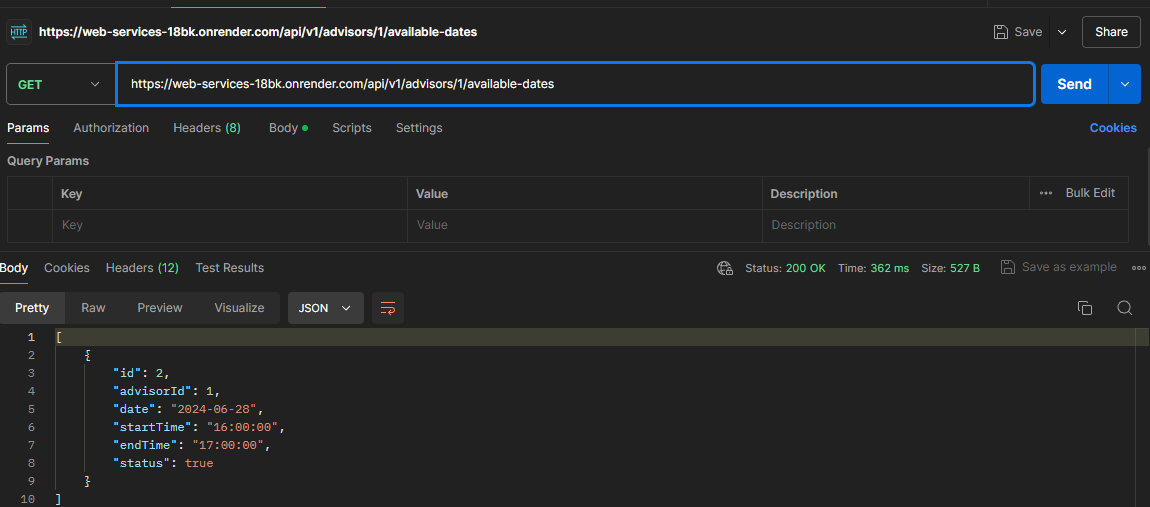 HTTP https://web-services-18bk.onrender.com/api/v1/advisors/1/available-dates Save Share
GET https://web-services-18bk.onrender.com/api/v1/advisors/1/available-dates Send
Params Authorization Headers (8) Body Scripts Settings Cookies
Query Params
Key Value Description ••• Bulk Edit
Key Value Description
Body Cookies Headers (12) Test Results Status: 200 OK Time: 362 ms Size: 527 B Save as example •••
Pretty Raw Preview Visualize JSON
1 [
2 {
3 "id": 2,
4 "advisorId": 1,
5 "date": "2024-06-28",
6 "startTime": "16:00:00",
7 "endTime": "17:00:00",
8 "status": true
9 }
10 ]